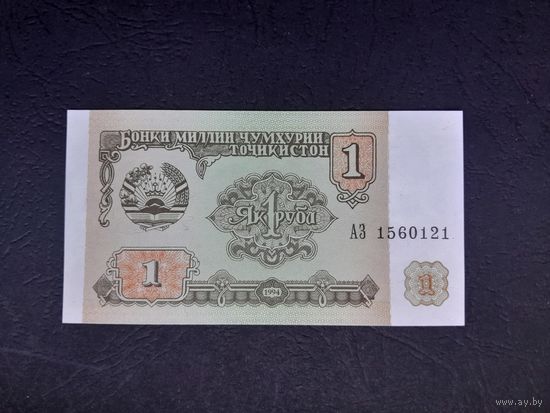 БОНКИ МИЛЛИИ ҶУМҲУРИИ
ТОҶИКИСТОН
1
ЯК 1 РУБЛ
АЗ 1560121
1
1994
1
www.ay.by